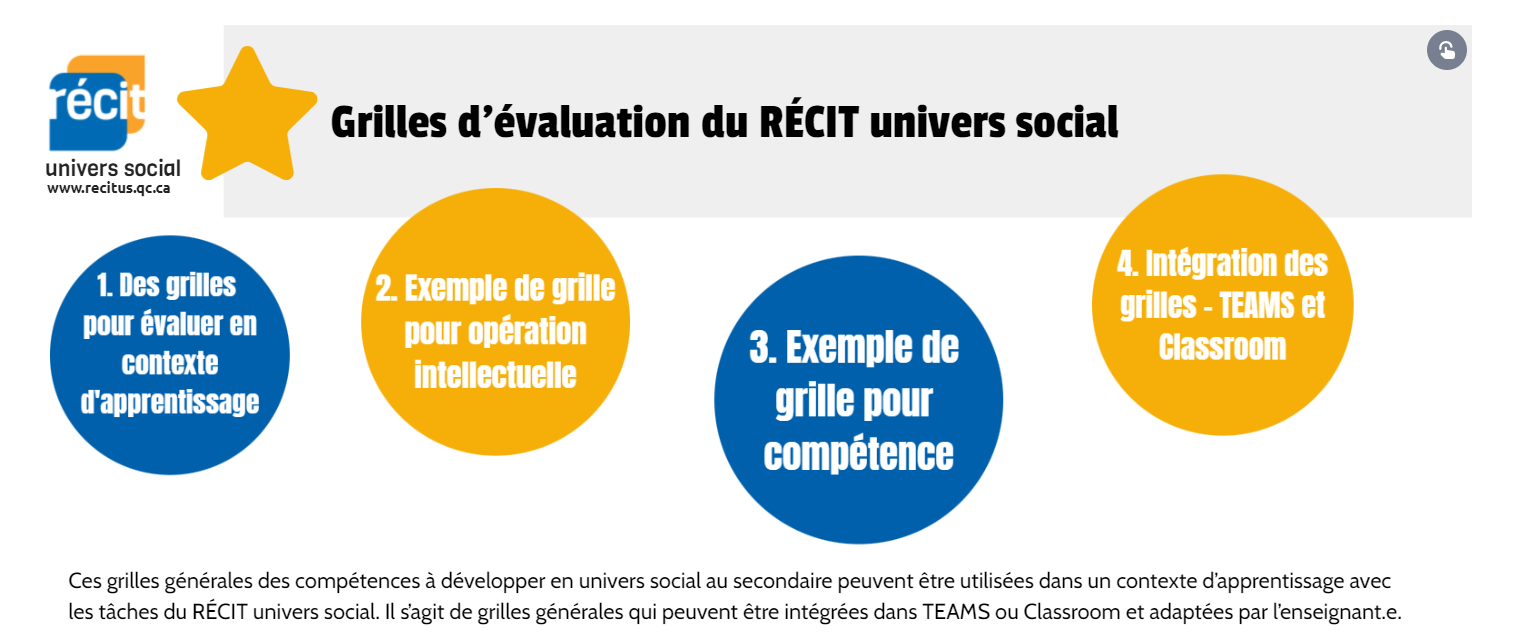 récit
univers social
www.recitus.qc.ca
Grilles d'évaluation du RÉCIT univers social
1. Des grilles
pour évaluer en
contexte
d'apprentissage
2. Exemple de grille
pour opération
intellectuelle
3. Exemple de
grille pour
compétence
4. Intégration des
grilles - TEAMS et
Classroom
Ces grilles générales des compétences à développer en univers social au secondaire peuvent être utilisées dans un contexte d'apprentissage avec
les tâches du RÉCIT univers social. Il s'agit de grilles générales qui peuvent être intégrées dans TEAMS ou Classroom et adaptées par l'enseignant.e.